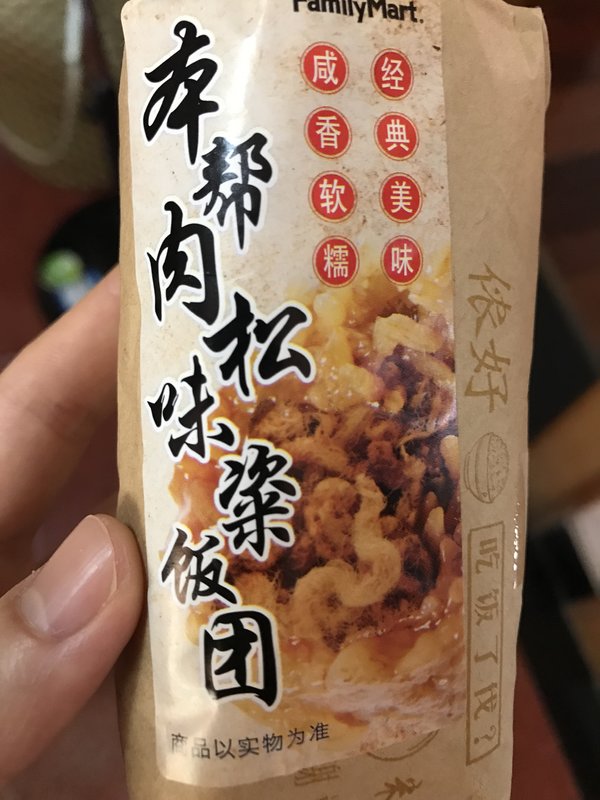 FamilyMart.
经典美味
咸香软糯
本帮肉松味粢饭团
侬好
吃饭了伐?
商品以实物为准